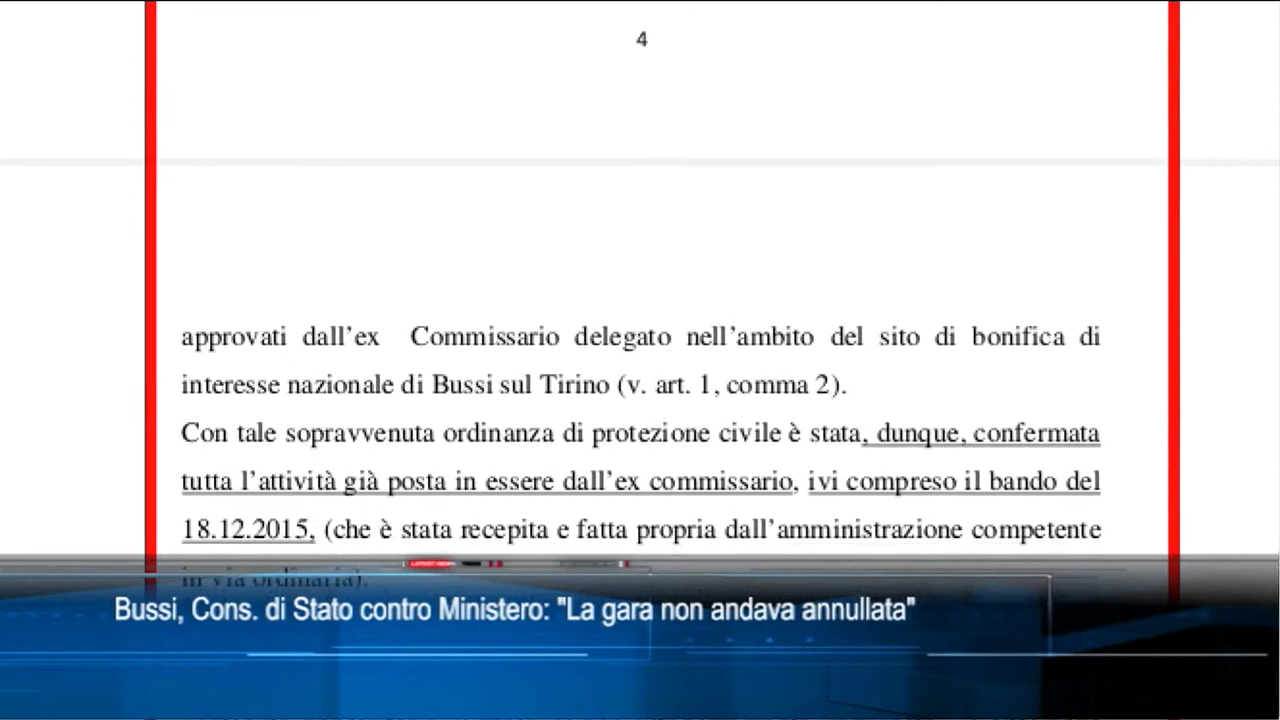 4
approvati dall'ex Commissario delegato nell'ambito del sito di bonifica di
interesse nazionale di Bussi sul Tirino (v. art. 1, comma 2).
Con tale sopravvenuta ordinanza di protezione civile è stata, dunque, confermata
tutta l'attività già posta in essere dall'ex commissario, ivi compreso il bando del
18.12.2015, (che è stata recepita e fatta propria dall'amministrazione competente
in via ordinaria).
Bussi, Cons. di Stato contro Ministero: "La gara non andava annullata"